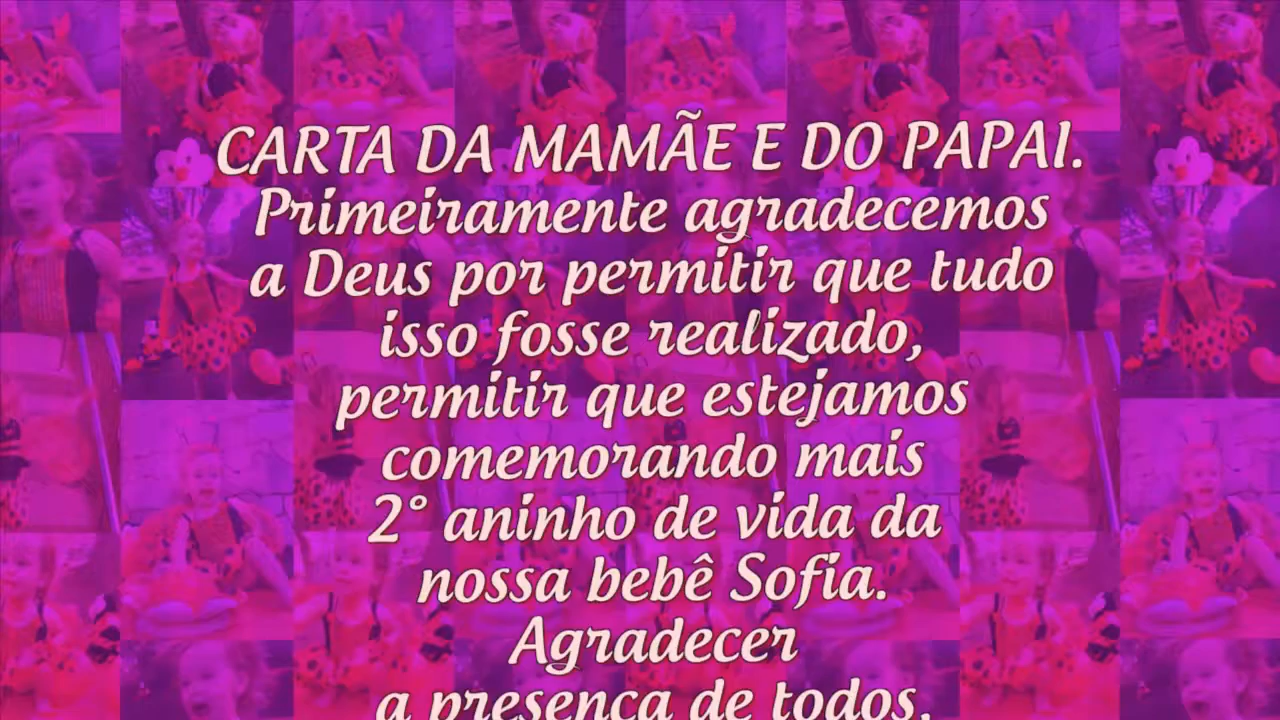 CARTA DA MAMÃE E DO PAPAI.
Primeiramente agradecemos
a Deus por permitir que tudo
isso fosse realizado,
permitir que estejamos
comemorando mais
2° aninho de vida da
nossa bebê Sofia.
Agradecer
a presença de todos,